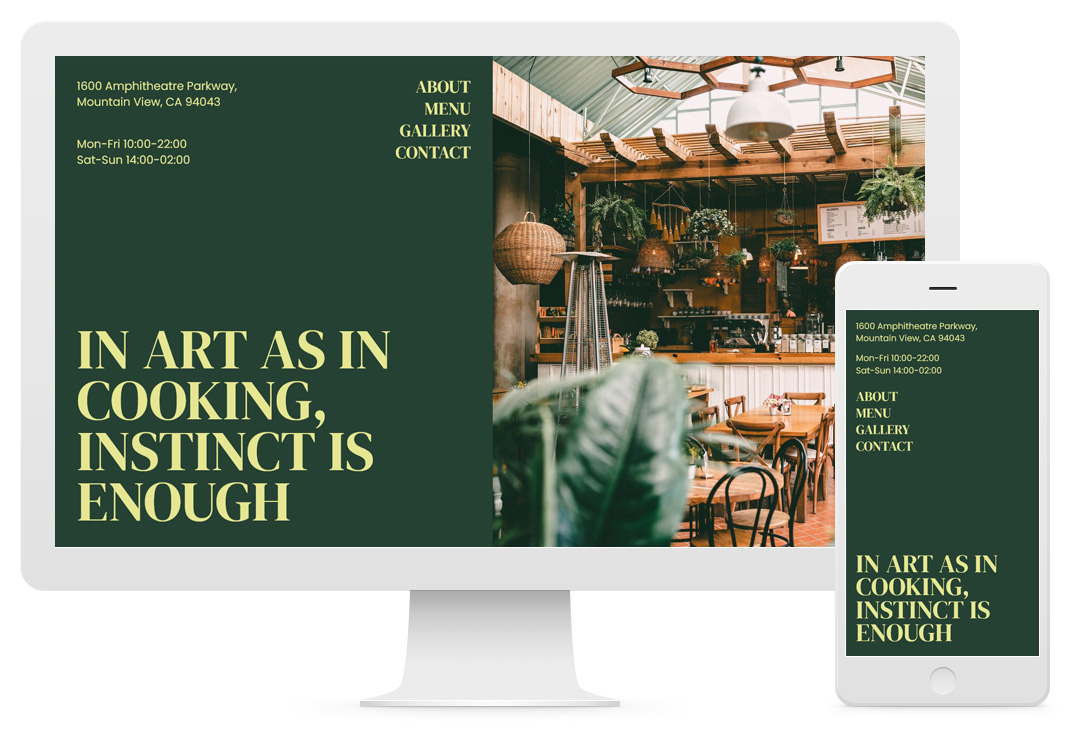 1600 Amphitheatre Parkway,
Mountain View, CA 94043
Mon-Fri 10:00-22:00
Sat-Sun 14:00-02:00
ABOUT
MENU
GALLERY
CONTACT
IN ART AS IN
COOKING,
INSTINCT IS
ENOUGH
1600 Amphitheatre Parkway,
Mountain View, CA 94043
Mon-Fri 10:00-22:00
Sat-Sun 14:00-02:00
ABOUT
MENU
GALLERY
CONTACT
IN ART AS IN
COOKING,
INSTINCT IS
ENOUGH